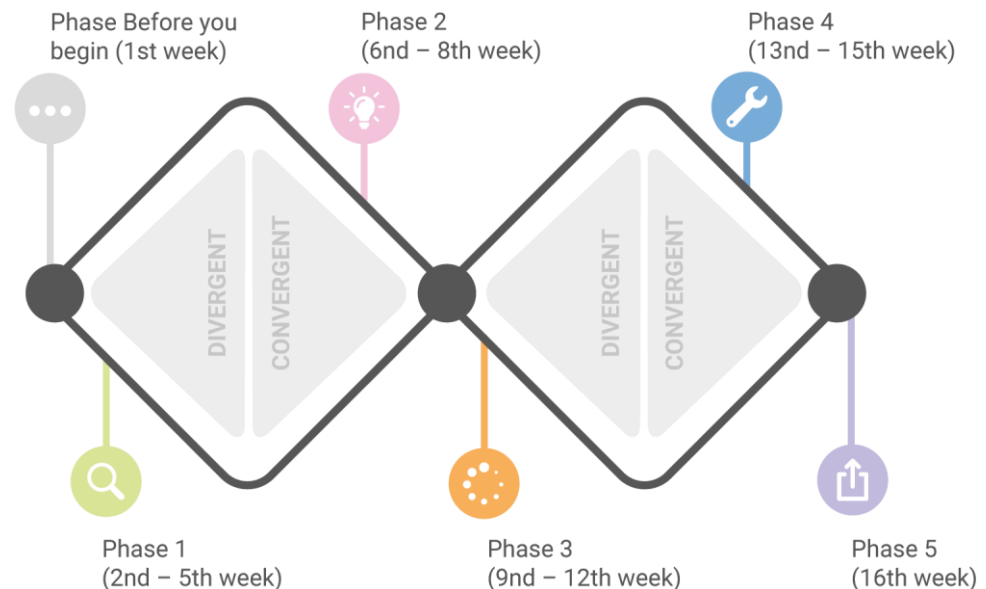 Phase Before you
begin (1st week)
Phase 2
(6nd – 8th week)
Phase 4
(13nd – 15th week)
DIVERGENT
CONVERGENT
DIVERGENT
CONVERGENT
Phase 1
(2nd – 5th week)
Phase 3
(9nd – 12th week)
Phase 5
(16th week)